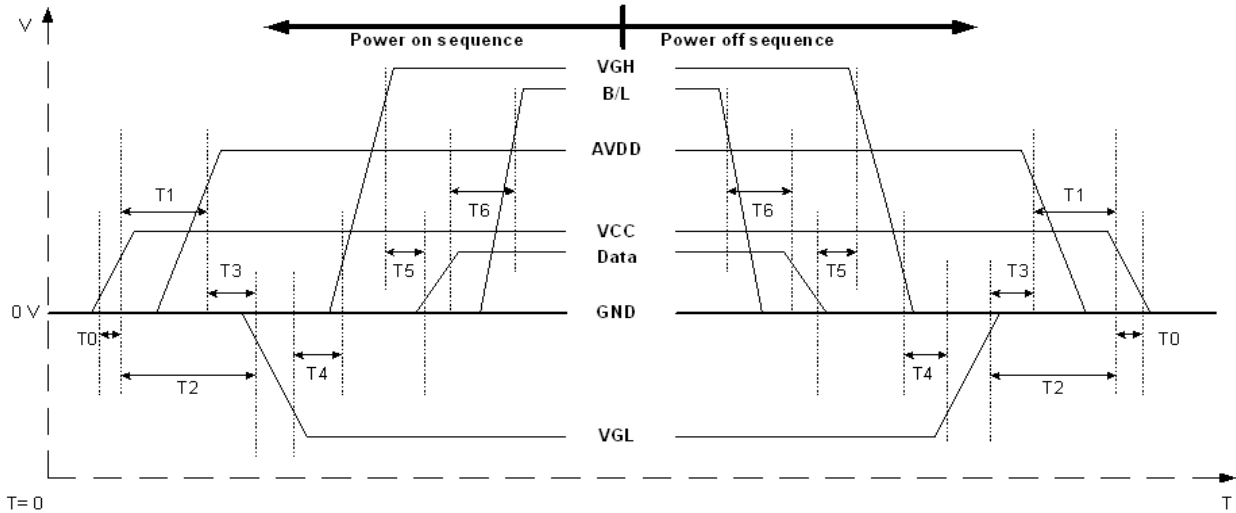 V
Power on sequence
Power off sequence
VGH
B/L
AVDD
T1
T6
T6
T1
VCC
Data
T3
T5
T5
T3
0 V
GND
T0
T0
T2
T4
T4
T2
VGL
T= 0
T